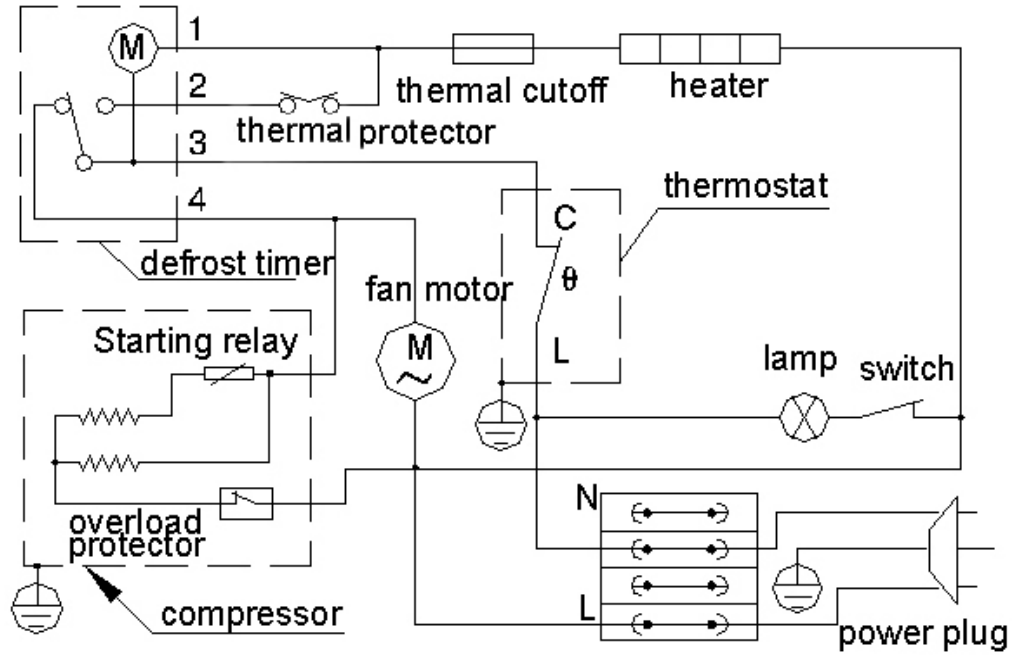 1
M
2
thermal cutoff
heater
thermal protector
3
thermostat
4
C
defrost timer
θ
fan motor
Starting relay
M
L
lamp
switch
N
overload
protector
L
compressor
power plug